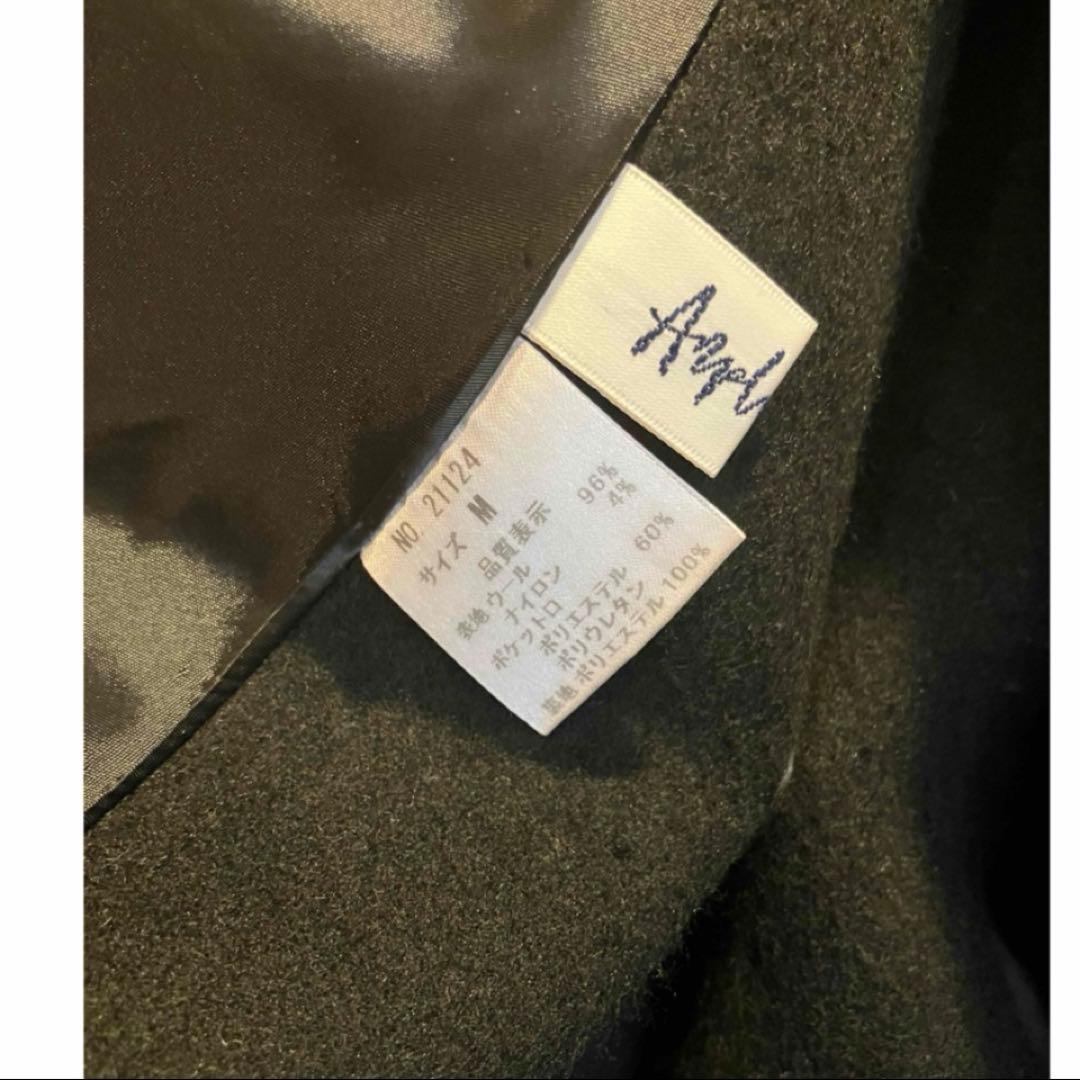 NO. 21124
サイズ M
品質表示
表地 ウール 96%
ナイロン 4%
ポケット口
ポリエステル 60%
ポリウレタン
裏地 ポリエステル 100%